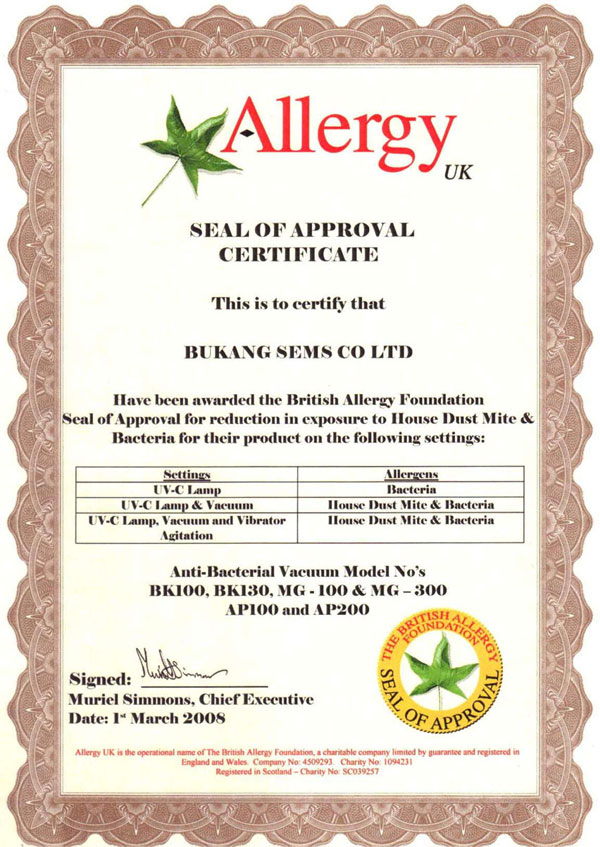 Allergy
UK
SEAL OF APPROVAL
CERTIFICATE
This is to certify that
BUKANG SEMS CO LTD
Have been awarded the British Allergy Foundation
Seal of Approval for reduction in exposure to House Dust Mite &
Bacteria for their product on the following settings:
Settings Allergens
UV-C Lamp Bacteria
UV-C Lamp & Vacuum House Dust Mite & Bacteria
UV-C Lamp, Vacuum and Vibrator House Dust Mite & Bacteria
Agitation
Anti-Bacterial Vacuum Model No's
BK100, BK130, MG - 100 & MG – 300
AP100 and AP200
THE BRITISH ALLERGY
FOUNDATION
SEAL OF APPROVAL
Signed: Muriel Simmons
Muriel Simmons, Chief Executive
Date: 1st March 2008
Allergy UK is the operational name of The British Allergy Foundation, a charitable company limited by guarantee and registered in
England and Wales. Company No: 4509293. Charity No: 1094231
Registered in Scotland – Charity No: SC039257